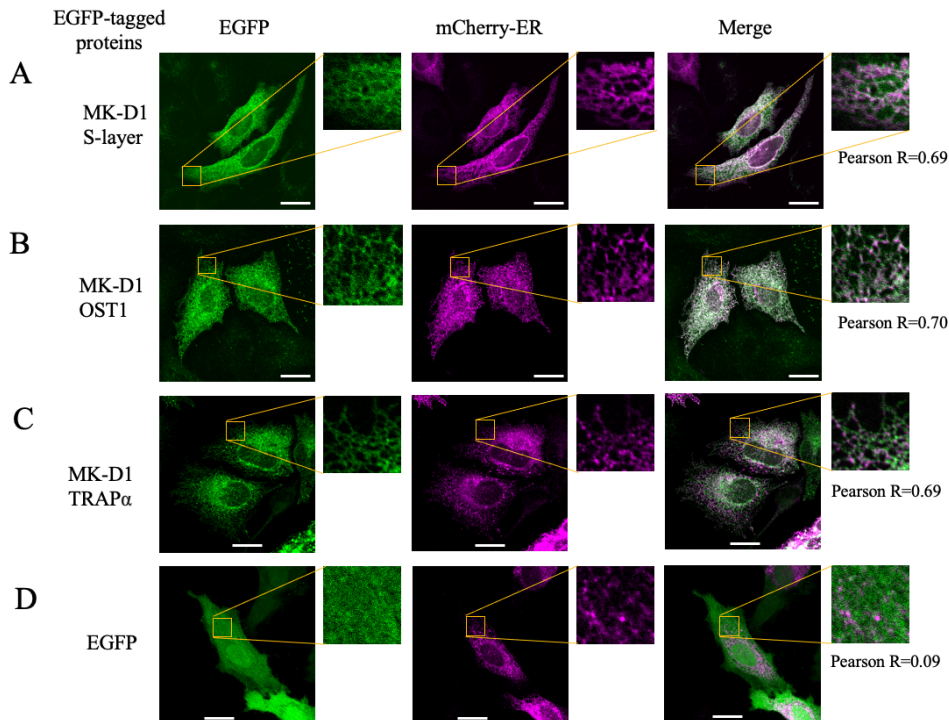 EGFP-tagged
proteins
EGFP
mCherry-ER
Merge
A
MK-D1
S-layer
Pearson R=0.69
B
MK-D1
OST1
Pearson R=0.70
C
MK-D1
TRAPα
Pearson R=0.69
D
EGFP
Pearson R=0.09